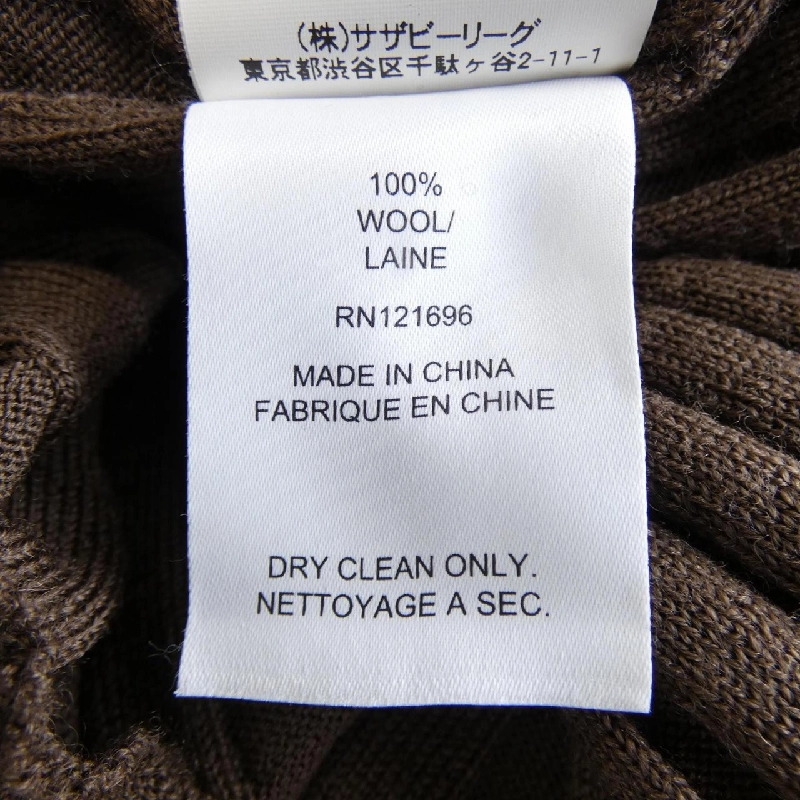 (株)サザビーリーグ
東京都渋谷区千駄ヶ谷2-11-1
100%
WOOL/
LAINE
RN121696
MADE IN CHINA
FABRIQUE EN CHINE
DRY CLEAN ONLY.
NETTOYAGE A SEC.